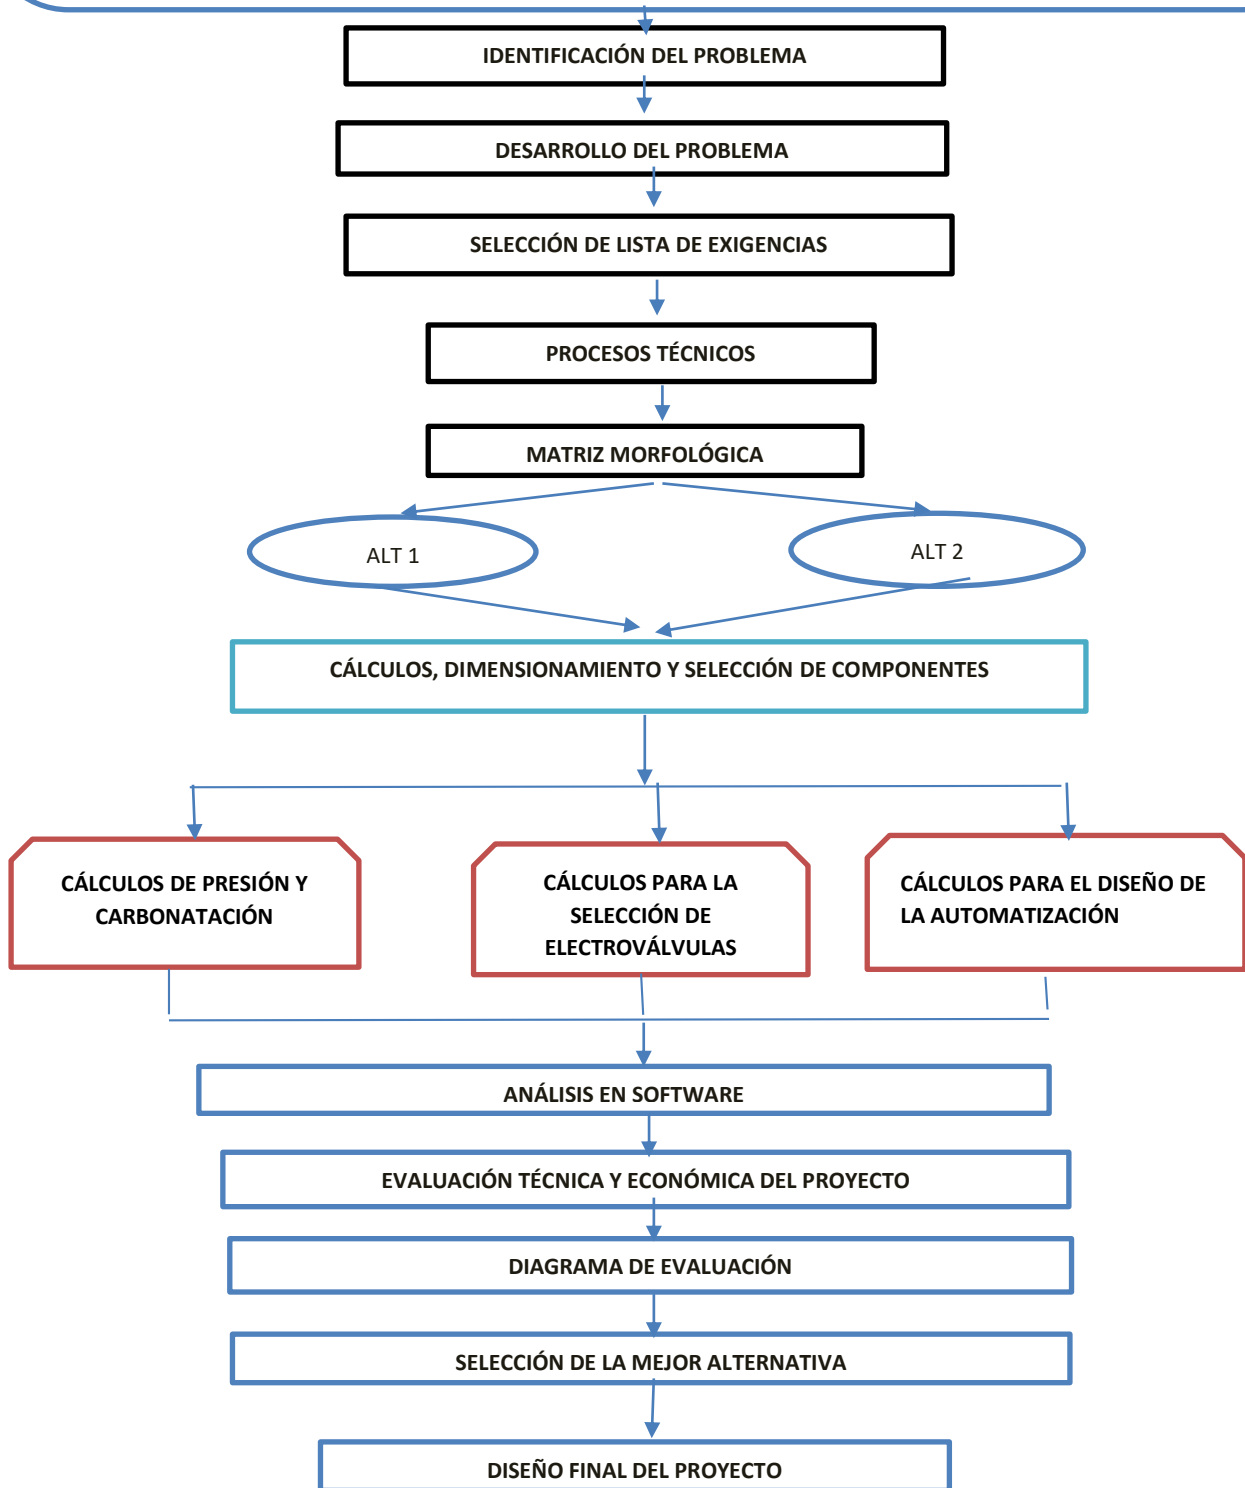 IDENTIFICACIÓN DEL PROBLEMA
DESARROLLO DEL PROBLEMA
SELECCIÓN DE LISTA DE EXIGENCIAS
PROCESOS TÉCNICOS
MATRIZ MORFOLÓGICA
ALT 1
ALT 2
CÁLCULOS, DIMENSIONAMIENTO Y SELECCIÓN DE COMPONENTES
CÁLCULOS DE PRESIÓN Y
CARBONATACIÓN
CÁLCULOS PARA LA
SELECCIÓN DE
ELECTROVÁLVULAS
CÁLCULOS PARA EL DISEÑO DE
LA AUTOMATIZACIÓN
ANÁLISIS EN SOFTWARE
EVALUACIÓN TÉCNICA Y ECONÓMICA DEL PROYECTO
DIAGRAMA DE EVALUACIÓN
SELECCIÓN DE LA MEJOR ALTERNATIVA
DISEÑO FINAL DEL PROYECTO